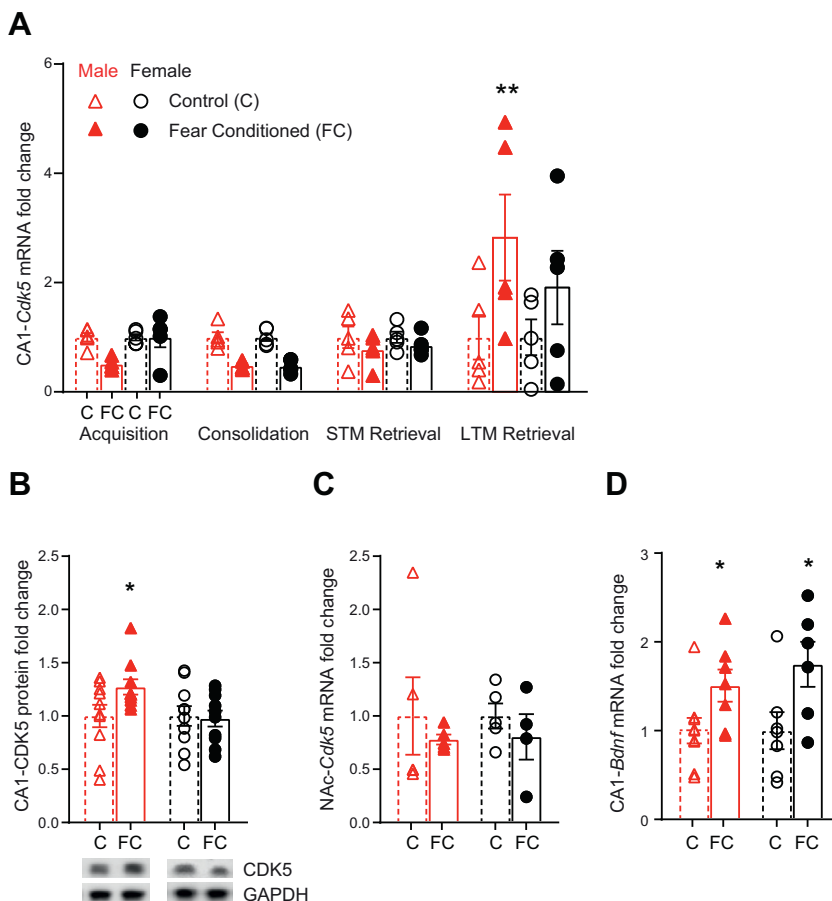 A
CA1-Cdk5 mRNA fold change
6
4
2
0
Male Female
Control (C)
Fear Conditioned (FC)
**
C FC C FC
Acquisition Consolidation STM Retrieval LTM Retrieval
B
CA1-CDK5 protein fold change
2.5
2.0
1.5
1.0
0.5
0.0
*
C FC C FC
CDK5
GAPDH
C
NAc-Cdk5 mRNA fold change
2.5
2.0
1.5
1.0
0.5
0.0
C FC C FC
D
CA1-Bdnf mRNA fold change
3
2
1
0
* *
C FC C FC